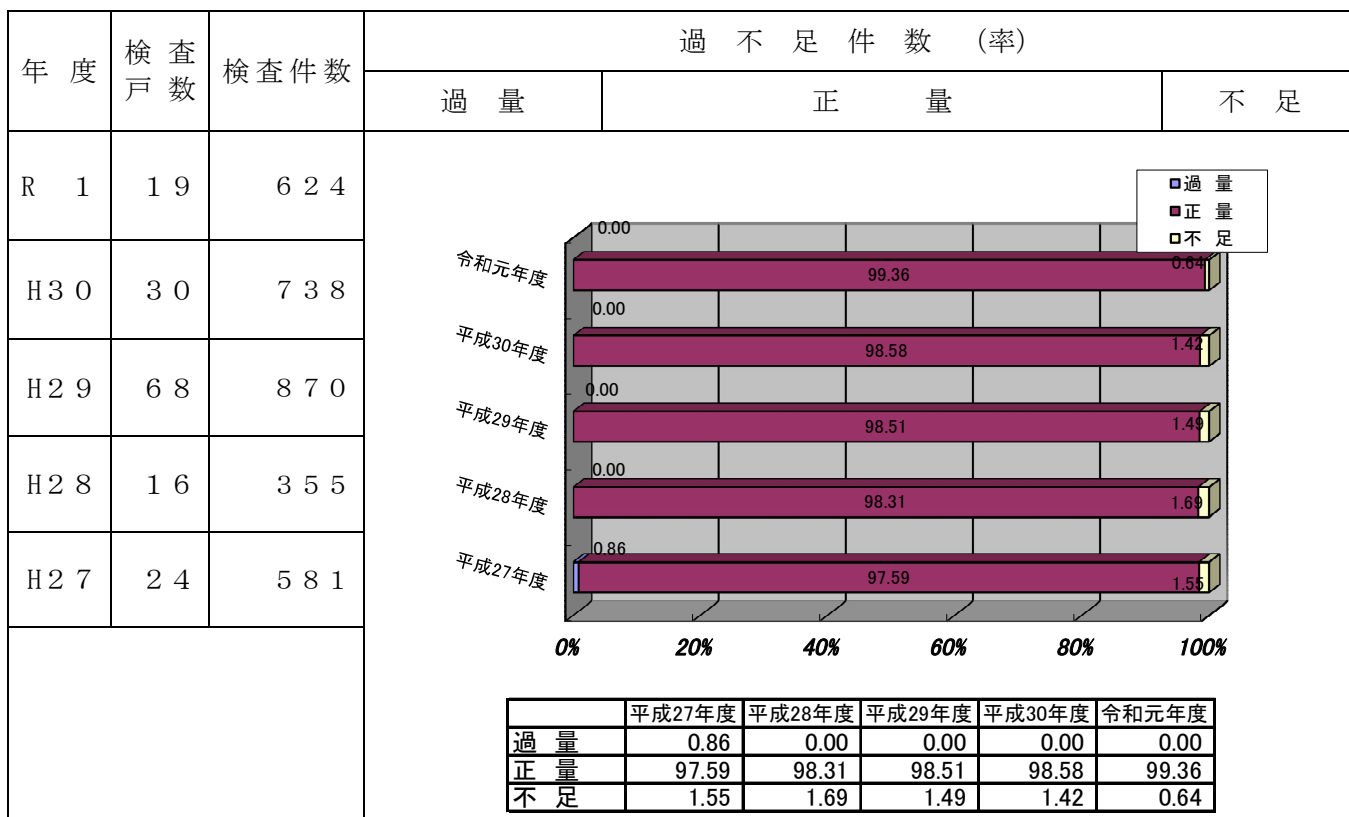 年 度 検 査 戸 数 検査件数 過 不 足 件 数 (率)
過 量 正 量 不 足
R 1 19 624
H30 30 738
H29 68 870
H28 16 355
H27 24 581
過 量
正 量
不 足
令和元年度 0.00 99.36 0.64
平成30年度 0.00 98.58 1.42
平成29年度 0.00 98.51 1.49
平成28年度 0.00 98.31 1.69
平成27年度 0.86 97.59 1.55
0% 20% 40% 60% 80% 100%
平成27年度 平成28年度 平成29年度 平成30年度 令和元年度
過 量 0.86 0.00 0.00 0.00 0.00
正 量 97.59 98.31 98.51 98.58 99.36
不 足 1.55 1.69 1.49 1.42 0.64